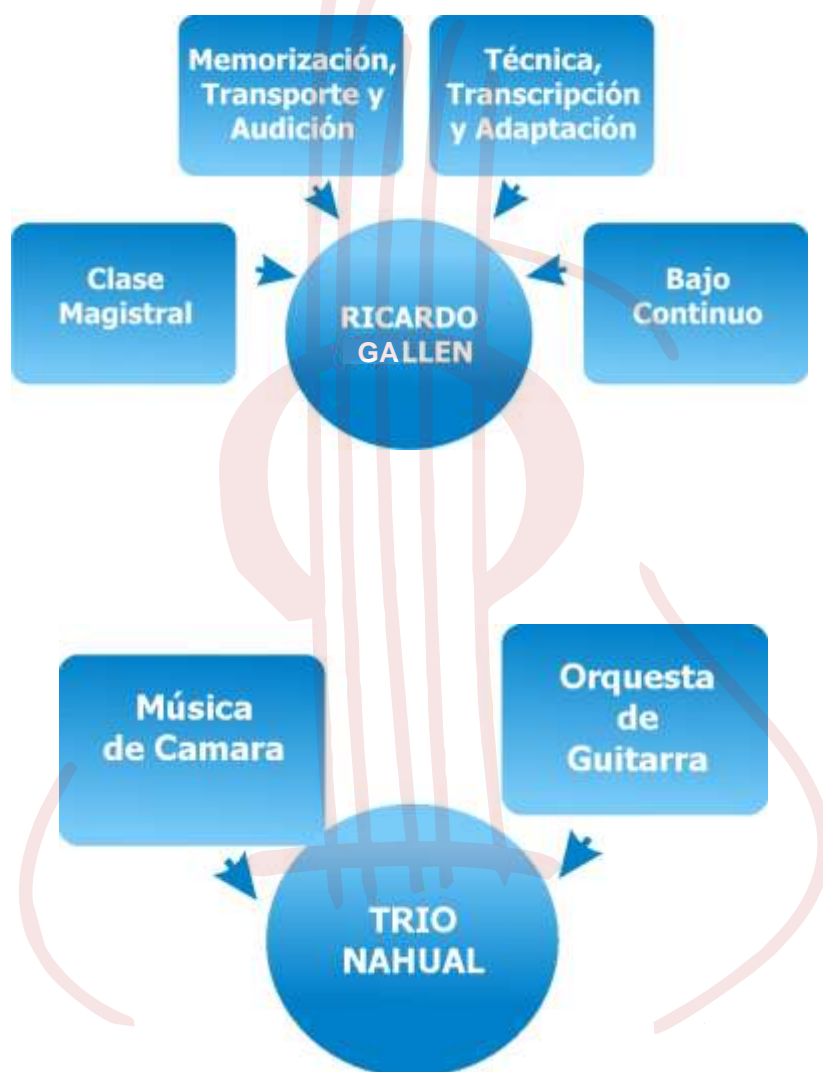 Memorización,
Transporte y
Audición
Técnica,
Transcripción
y Adaptación
Clase
Magistral
Bajo
Continuo
RICARDO
GALLEN
Música
de Camara
Orquesta
de
Guitarra
TRIO
NAHUAL